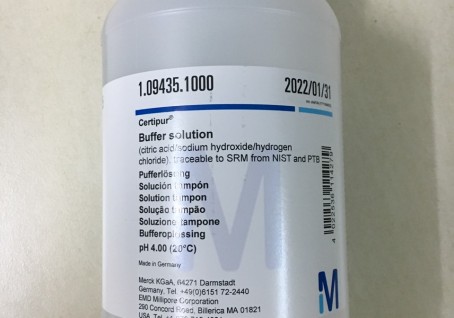 1.09435.1000
2022/01/31
Certipur®
Buffer solution
(citric acid/sodium hydroxide/hydrogen
chloride), traceable to SRM from NIST and PTB
Pufferlösung
Solución tampón
Solution tampon
Solução tampão
Soluzione tampone
Bufferoplossing
pH 4.00 (20°C)
Made in Germany
Merck KGaA, 64271 Darmstadt
Germany, Tel. +49(0)6151 72-2440
EMD Millipore Corporation
290 Concord Road, Billerica MA 01821
M
M